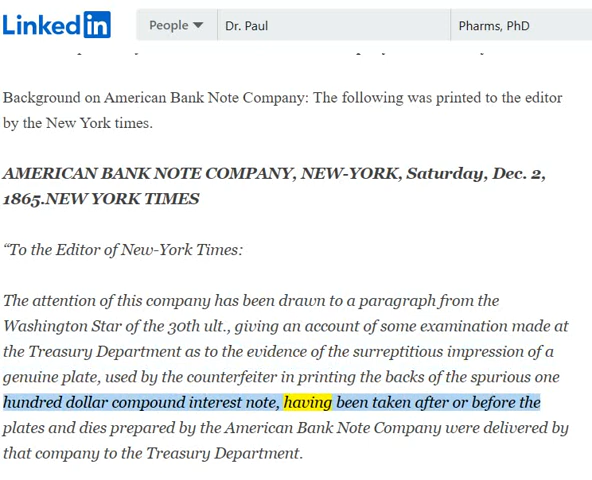 LinkedIn
People ▼ Dr. Paul Pharms, PhD
Background on American Bank Note Company: The following was printed to the editor
by the New York times.
AMERICAN BANK NOTE COMPANY, NEW-YORK, Saturday, Dec. 2,
1865.NEW YORK TIMES
“To the Editor of New-York Times:
The attention of this company has been drawn to a paragraph from the
Washington Star of the 30th ult., giving an account of some examination made at
the Treasury Department as to the evidence of the surreptitious impression of a
genuine plate, used by the counterfeiter in printing the backs of the spurious one
hundred dollar compound interest note, having been taken after or before the
plates and dies prepared by the American Bank Note Company were delivered by
that company to the Treasury Department.